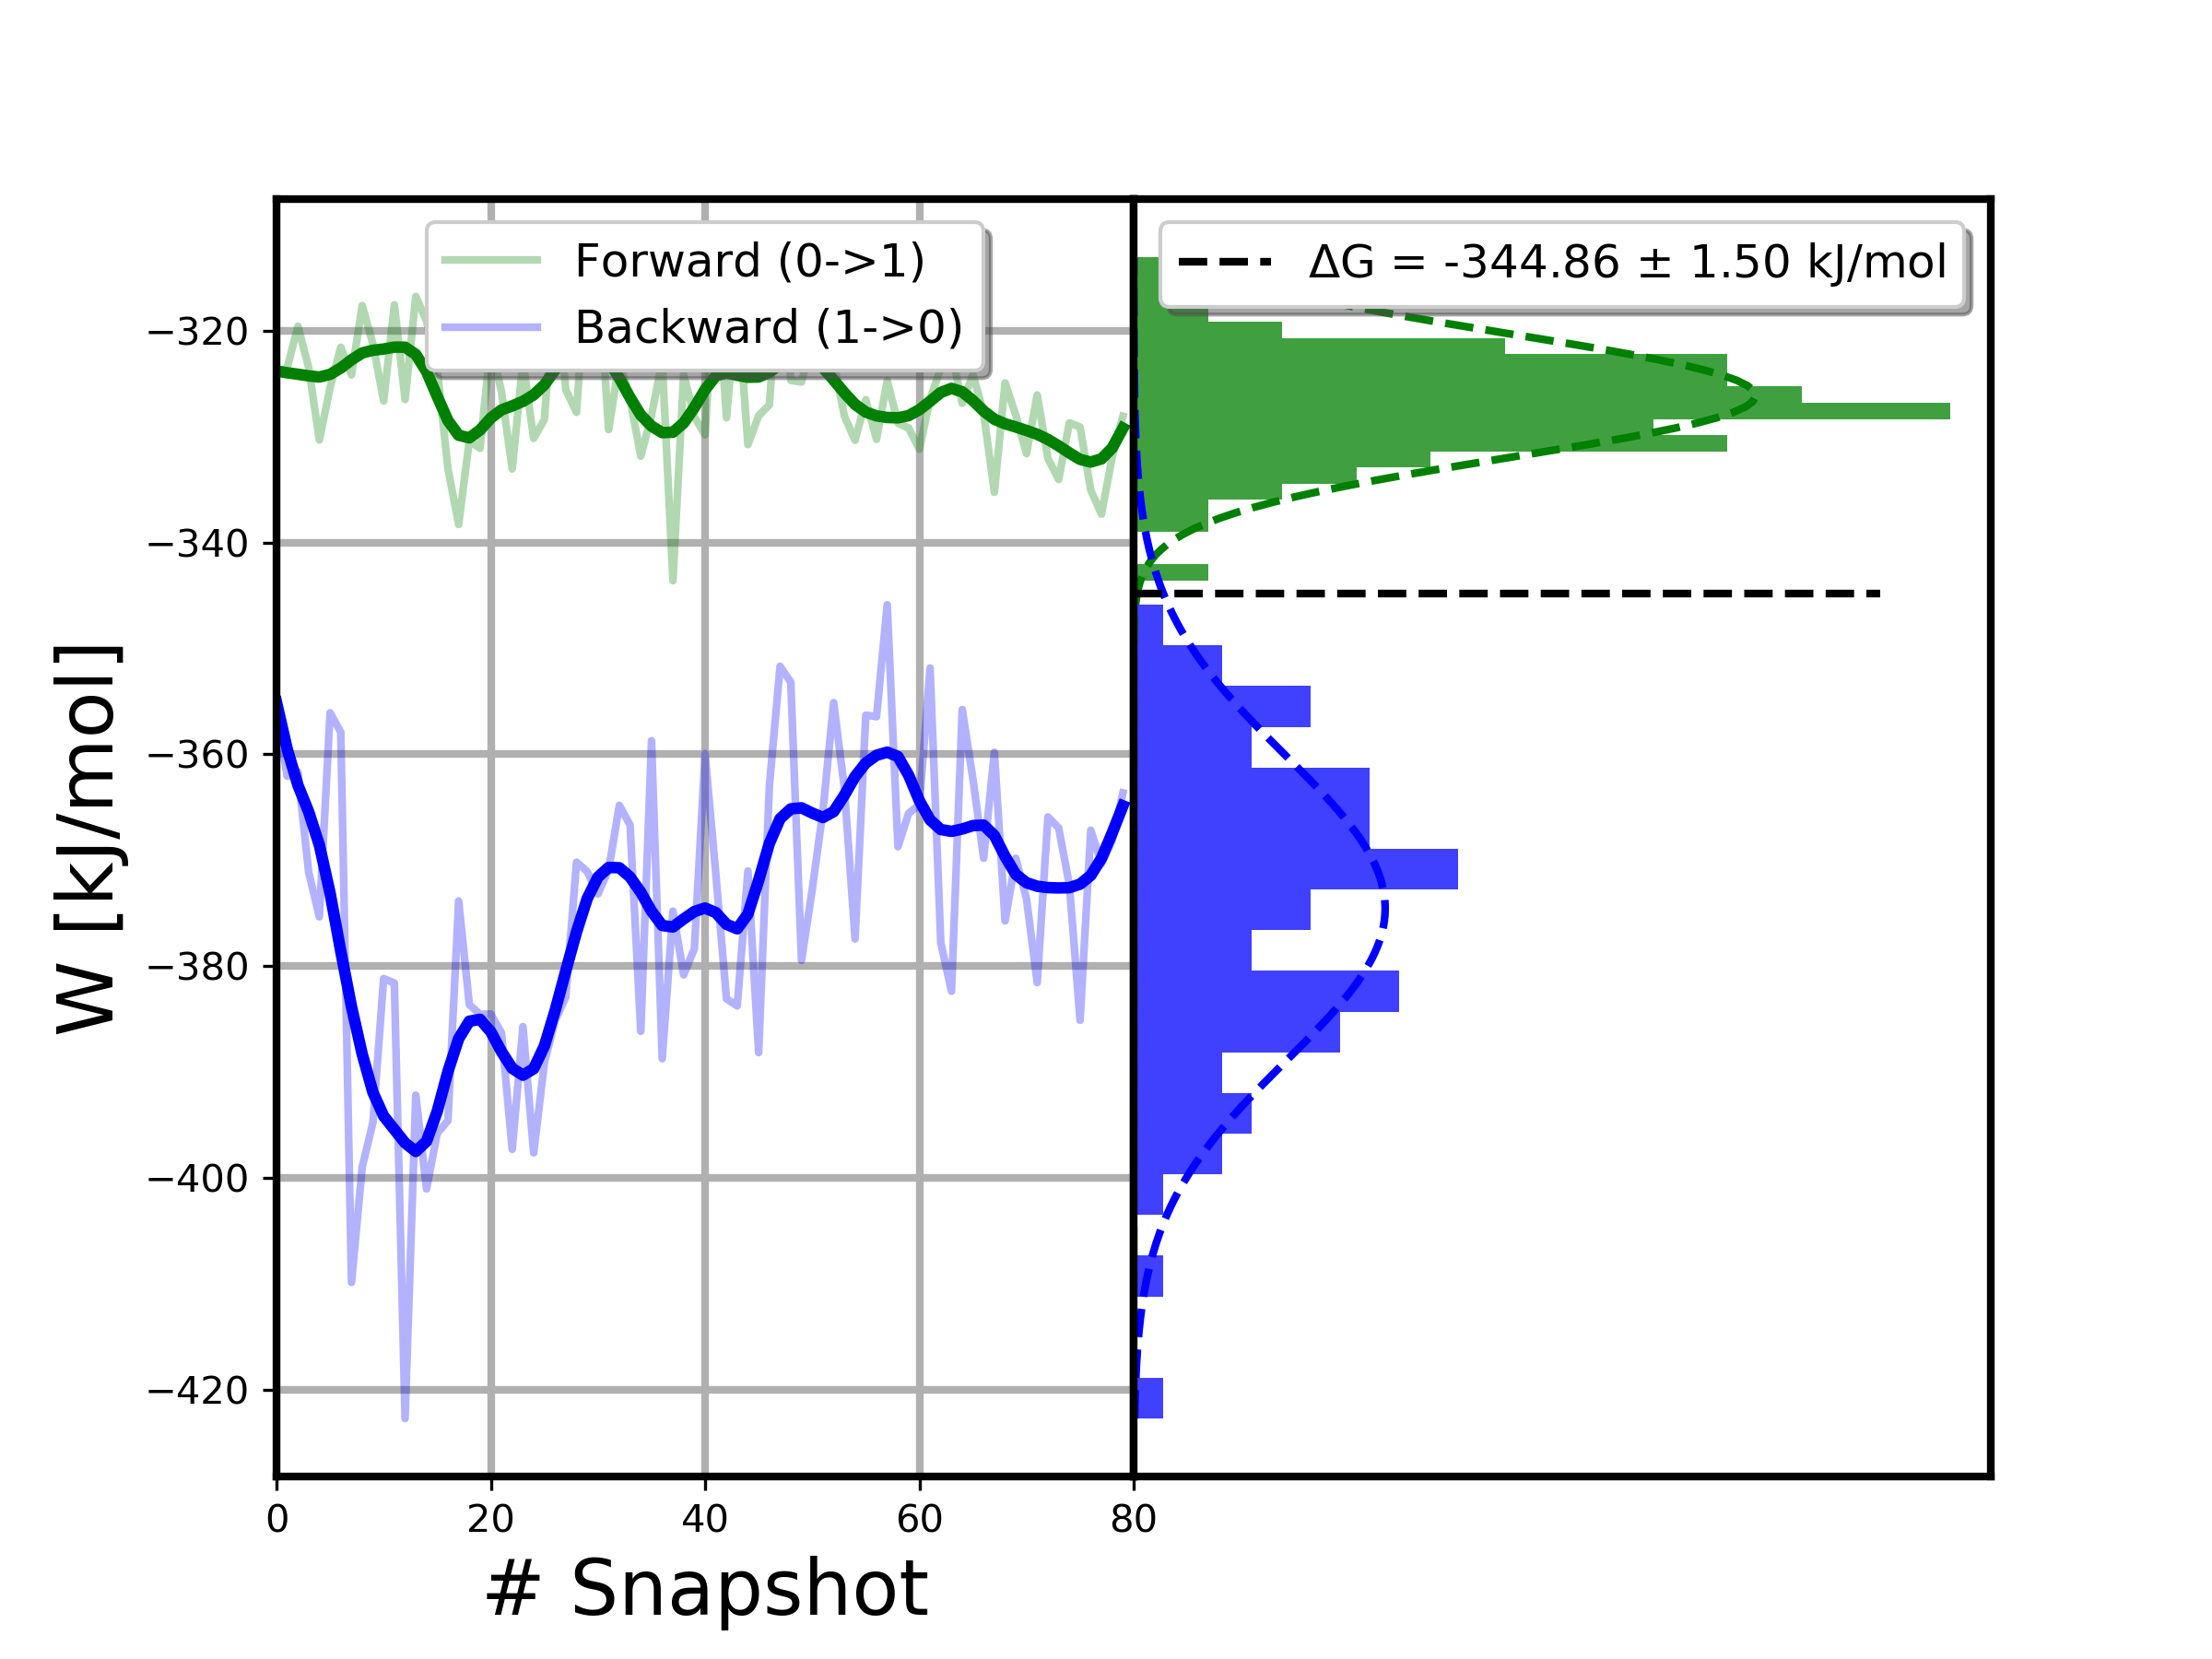 Forward (0->1)
Backward (1->0)
ΔG = -344.86 ± 1.50 kJ/mol
−320
−340
−360
−380
−400
−420
W [kJ/mol]
0 20 40 60 80
# Snapshot